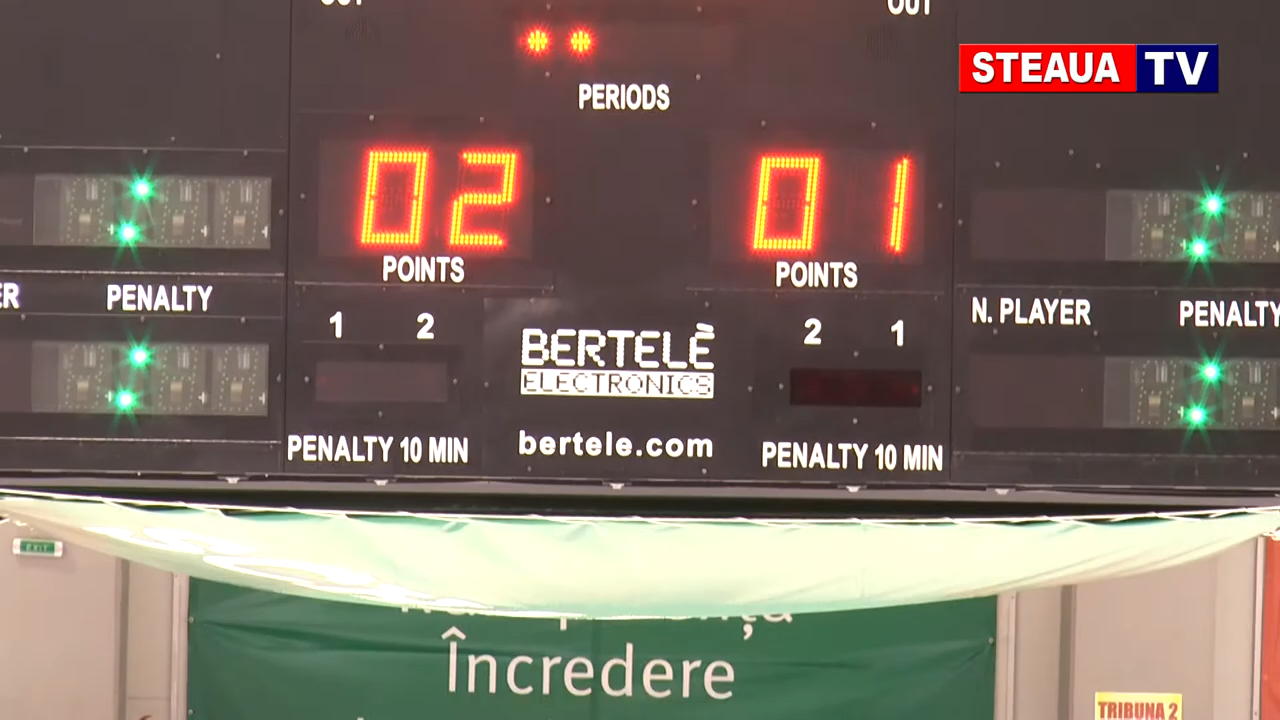 OUT
OUT
STEAUA TV
PERIODS
02
01
POINTS
POINTS
PENALTY
N. PLAYER
PENALTY
1 2
2 1
BERTELÈ
ELECTRONICS
bertele.com
PENALTY 10 MIN
PENALTY 10 MIN
EXIT
Încredere
TRIBUNA 2